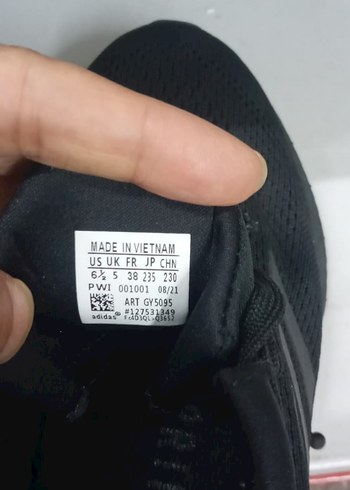 MADE IN VIETNAM
US UK FR JP CHN
6½ 5 38 235 230
PWI 001001 08/21
ART GY5095
#127531349
adidas